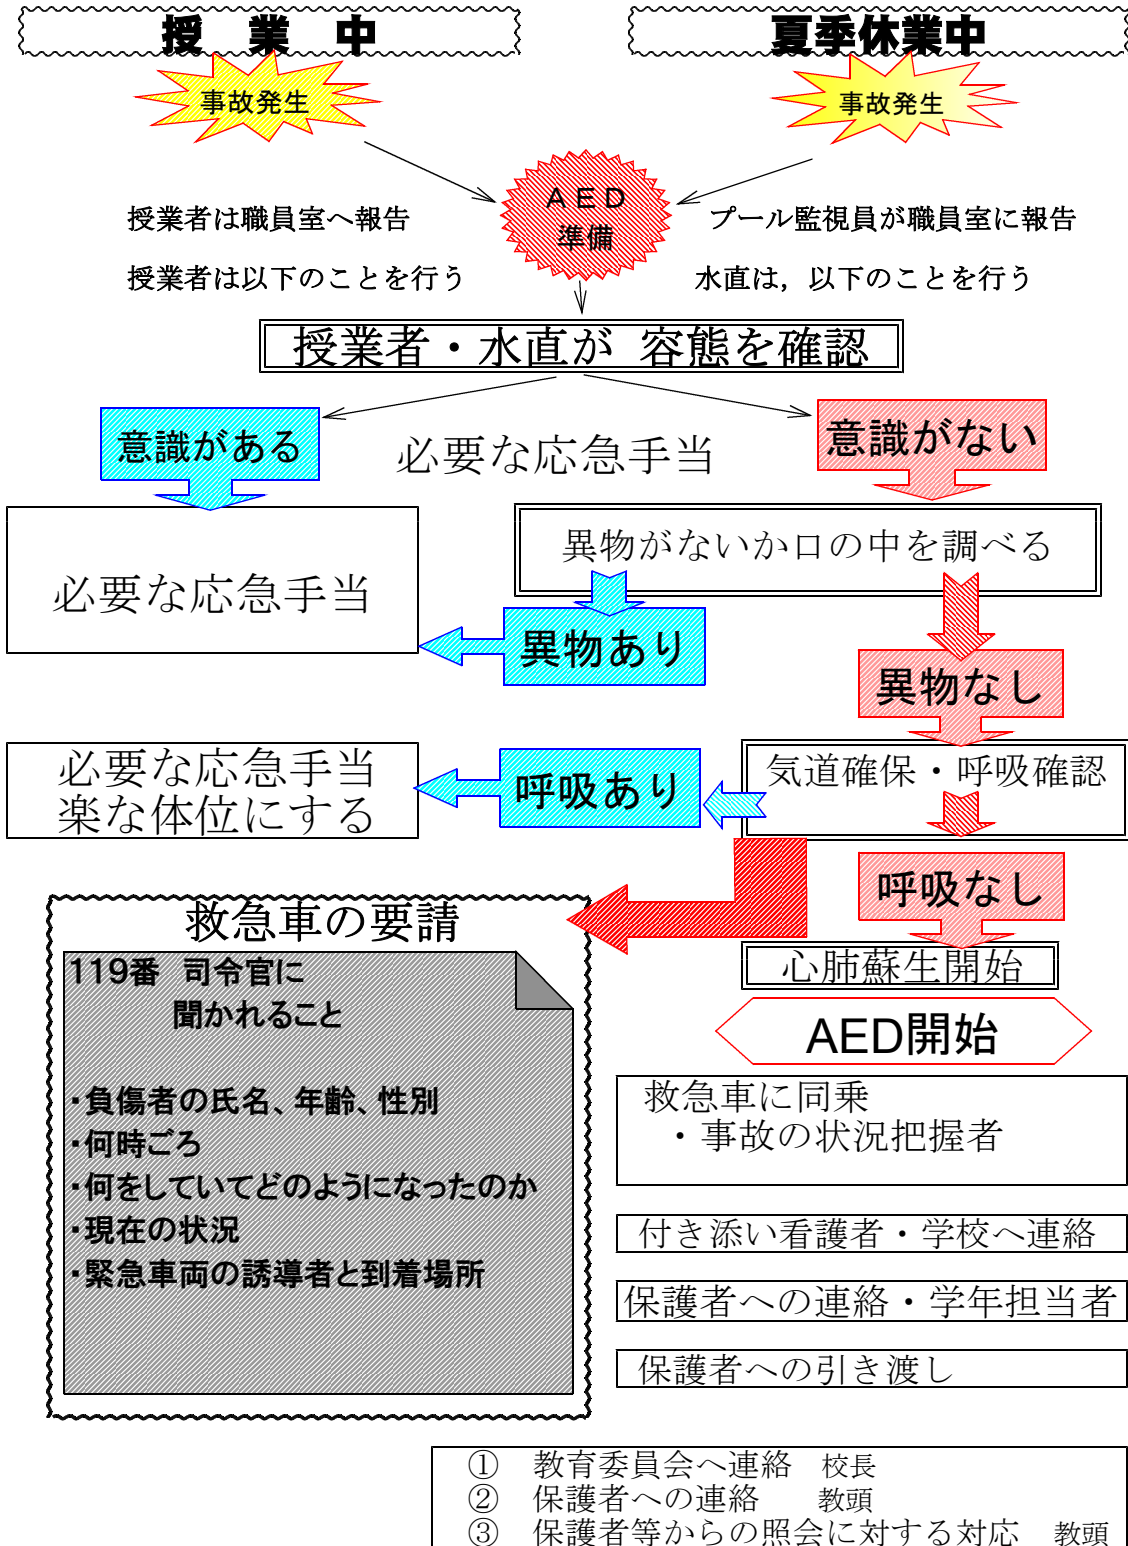 授 業 中
夏季休業中
事故発生
事故発生
AED
準備
授業者は職員室へ報告
プール監視員が職員室に報告
授業者は以下のことを行う
水直は，以下のことを行う
授業者・水直が 容態を確認
意識がある
必要な応急手当
意識がない
異物がないか口の中を調べる
必要な応急手当
異物あり
異物なし
必要な応急手当
楽な体位にする
呼吸あり
気道確保・呼吸確認
呼吸なし
救急車の要請
119番 司令官に
聞かれること
・負傷者の氏名、年齢、性別
・何時ごろ
・何をしていてどのようになったのか
・現在の状況
・緊急車両の誘導者と到着場所
心肺蘇生開始
AED開始
救急車に同乗
・事故の状況把握者
付き添い看護者・学校へ連絡
保護者への連絡・学年担当者
保護者への引き渡し
① 教育委員会へ連絡 校長
② 保護者への連絡 教頭
③ 保護者等からの照会に対する対応 教頭